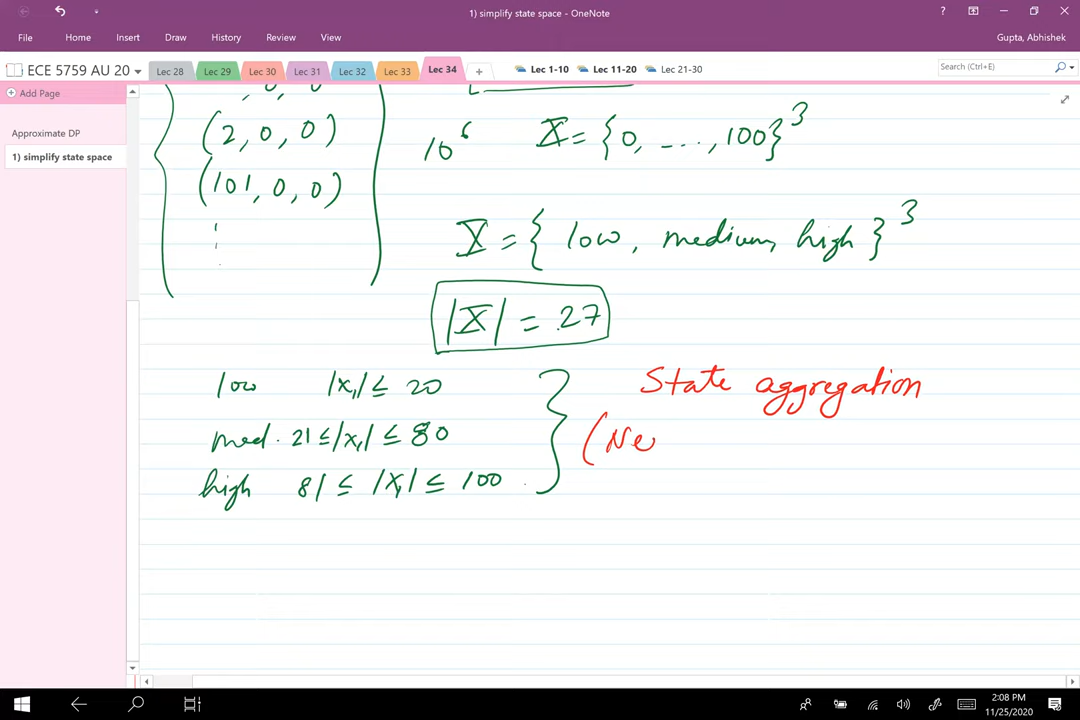 1) simplify state space - OneNote
File Home Insert Draw History Review View Gupta, Abhishek
ECE 5759 AU 20 Lec 28 Lec 29 Lec 30 Lec 31 Lec 32 Lec 33 Lec 34 Lec 1-10 Lec 11-20 Lec 21-30 Search (Ctrl+E)
Add Page
Approximate DP
1) simplify state space
(2, 0, 0)
(101, 0, 0)
⋮
10⁶ X = {0, ..., 100}³
X = {low, medium, high}³
|X| = 27
low |x₁| ≤ 20
med. 21 ≤ |x₁| ≤ 80
high 81 ≤ |x₁| ≤ 100
State aggregation
(Ne
2:08 PM
11/25/2020